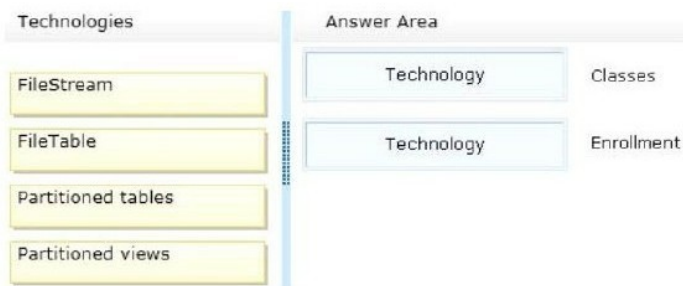 Technologies
Answer Area
FileStream
FileTable
Partitioned tables
Partitioned views
Technology
Classes
Technology
Enrollment